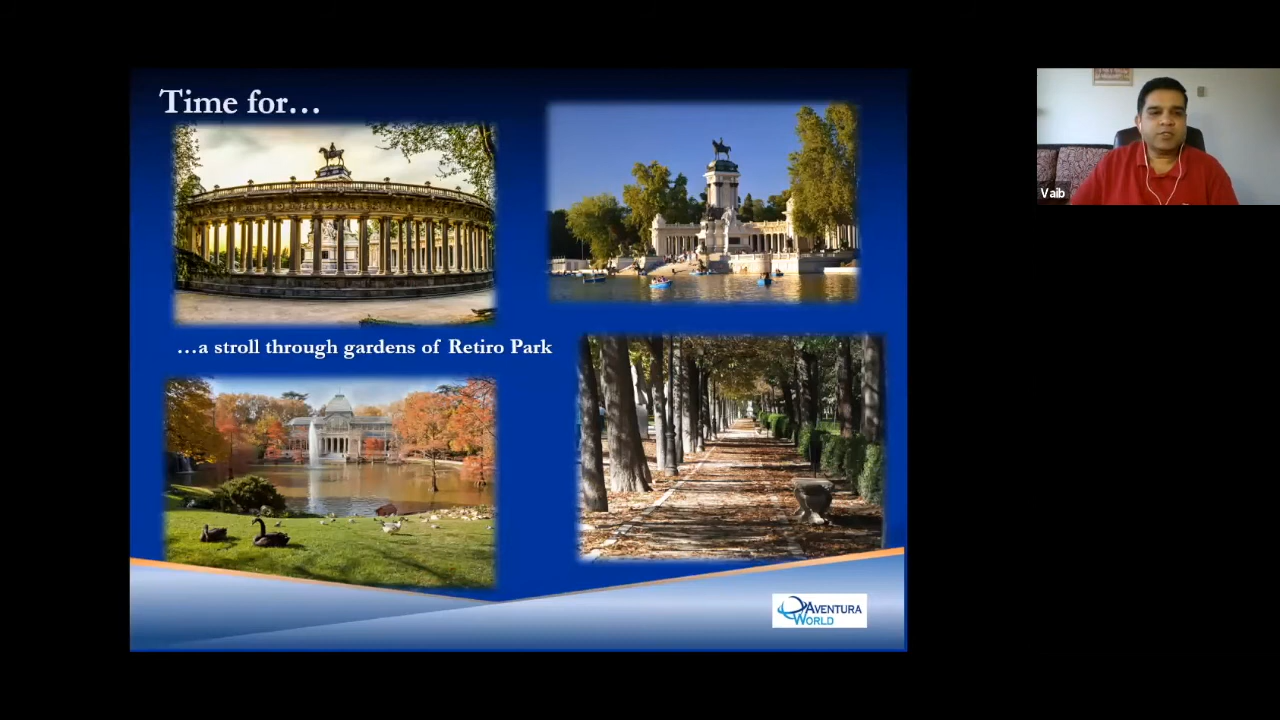 Time for…
…a stroll through gardens of Retiro Park
Vaib
AVENTURA
WORLD